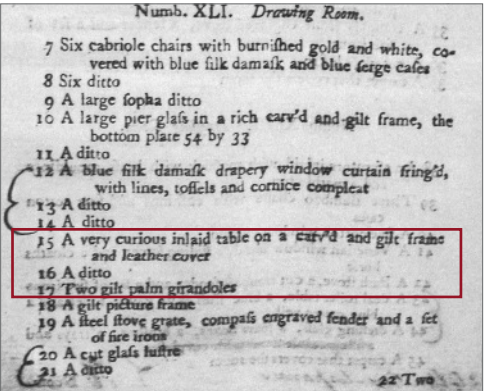 Numb. XLI. Drawing Room.
7 Six cabriole chairs with burniſhed gold and white, co-
vered with blue ſilk damaſk and blue ſerge caſes
8 Six ditto
9 A large ſopha ditto
10 A large pier glaſs in a rich carv'd and gilt frame, the
bottom plate 54 by 33
11 A ditto
12 A blue ſilk damaſk drapery window curtain fring'd,
with lines, toſſels and cornice compleat
13 A ditto
14 A ditto
15 A very curious inlaid table on a carv'd and gilt frame
and leather cover
16 A ditto
17 Two gilt palm girandoles
18 A gilt picture frame
19 A ſteel ſtove grate, compaſs engraved fender and a ſet
of fire irons
20 A cut glaſs luſtre
21 A ditto
22 Two